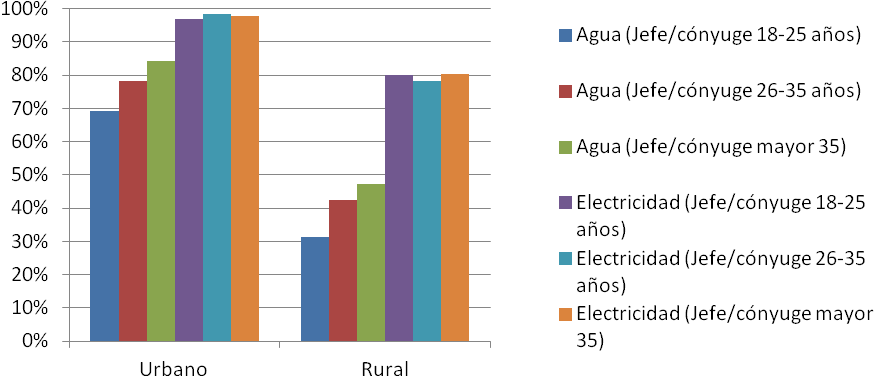 100%
90%
80%
70%
60%
50%
40%
30%
20%
10%
0%
Urbano
Rural
Agua (Jefe/cónyuge 18-25 años)
Agua (Jefe/cónyuge 26-35 años)
Agua (Jefe/cónyuge mayor 35)
Electricidad (Jefe/cónyuge 18-25
años)
Electricidad (Jefe/cónyuge 26-35
años)
Electricidad (Jefe/cónyuge mayor
35)